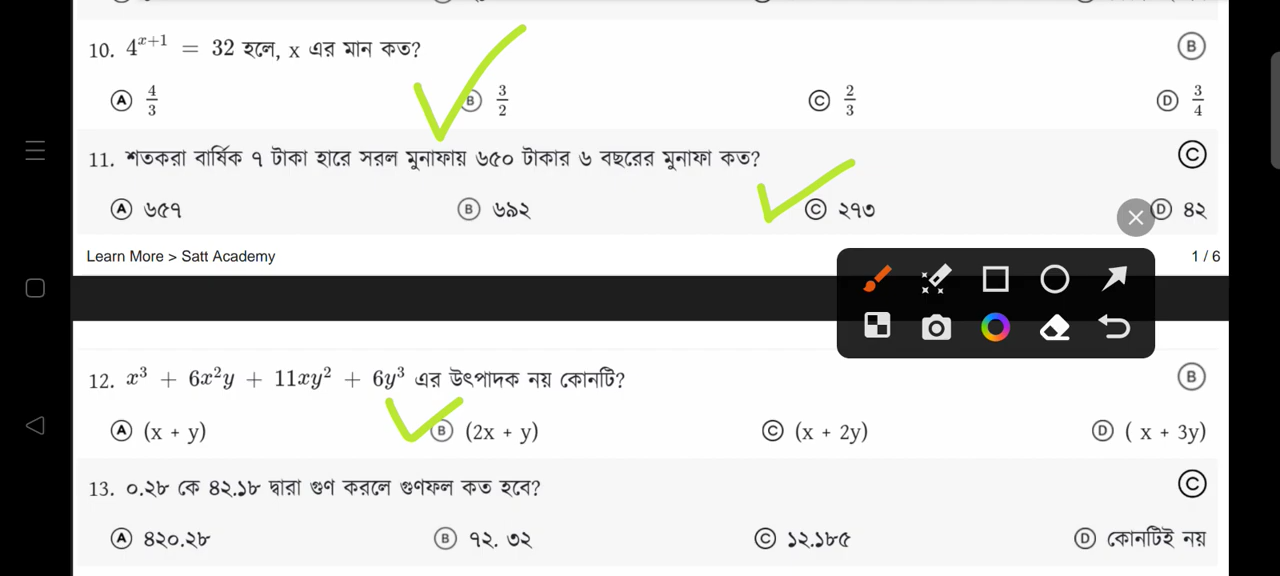 10. 4^{x+1} = 32 হলে, x এর মান কত? B
A 4/3 B 3/2 C 2/3 D 3/4
11. শতকরা বার্ষিক ৭ টাকা হারে সরল মুনাফায় ৬৫০ টাকার ৬ বছরের মুনাফা কত? C
A ৬৫৭ B ৬৯২ C ২৭৩ D ৪২
Learn More > Satt Academy 1 / 6
12. x³ + 6x²y + 11xy² + 6y³ এর উৎপাদক নয় কোনটি? B
A (x + y) B (2x + y) C (x + 2y) D ( x + 3y)
13. ০.২৮ কে ৪২.১৮ দ্বারা গুণ করলে গুণফল কত হবে? C
A ৪২০.২৮ B ৭২. ৩২ C ১২.১৮৫ D কোনটিই নয়